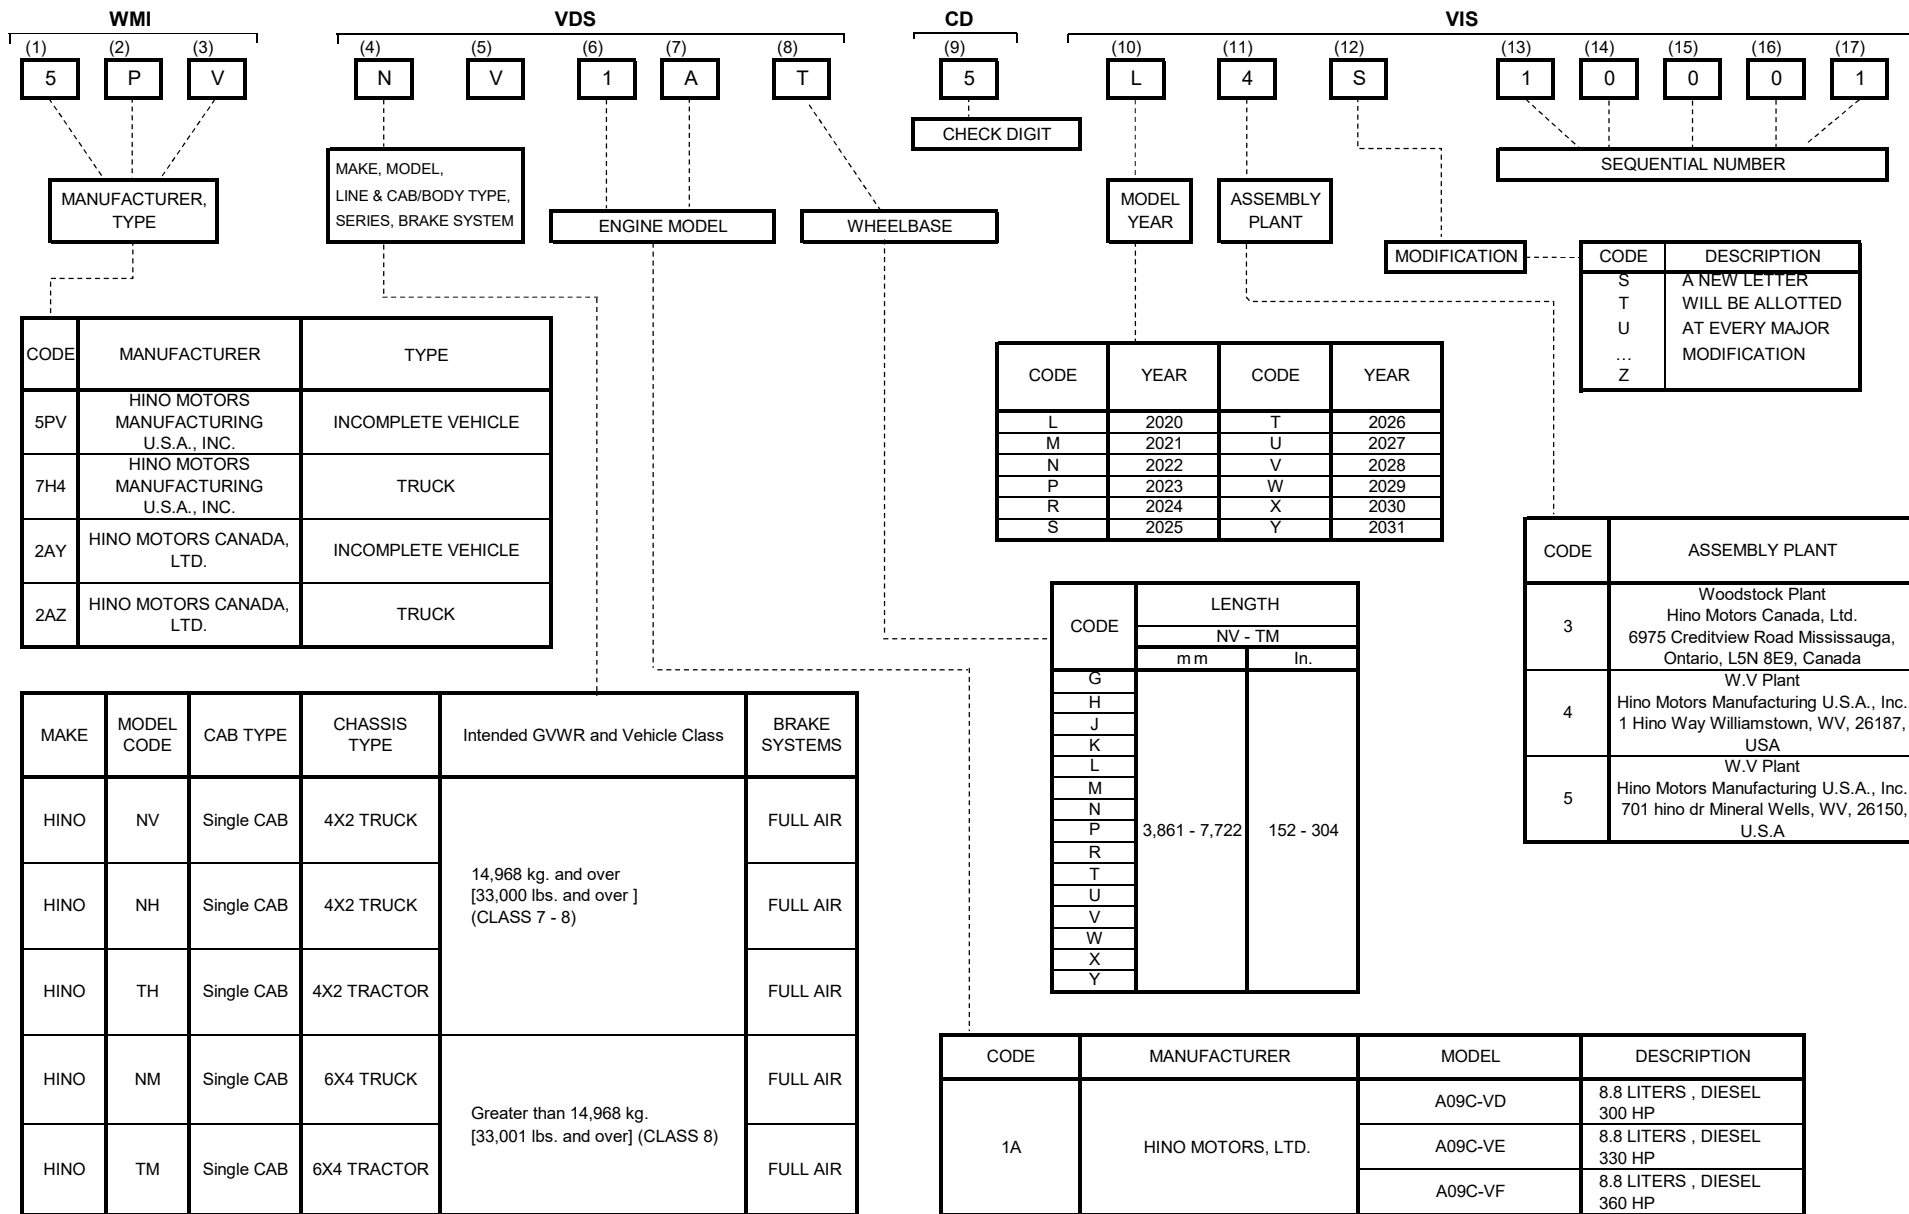 WMI VDS CD VIS
(1) (2) (3) (4) (5) (6) (7) (8) (9) (10) (11) (12) (13) (14) (15) (16) (17)
5 P V N V 1 A T 5 L 4 S 1 0 0 0 1
CHECK DIGIT
MANUFACTURER,
TYPE
MAKE, MODEL,
LINE & CAB/BODY TYPE,
SERIES, BRAKE SYSTEM
ENGINE MODEL
WHEELBASE
MODEL
YEAR
ASSEMBLY
PLANT
SEQUENTIAL NUMBER
MODIFICATION
CODE DESCRIPTION
S A NEW LETTER
T WILL BE ALLOTTED
U AT EVERY MAJOR
… MODIFICATION
Z
CODE MANUFACTURER TYPE
5PV
HINO MOTORS
MANUFACTURING
U.S.A., INC.
INCOMPLETE VEHICLE
7H4
HINO MOTORS
MANUFACTURING
U.S.A., INC.
TRUCK
2AY
HINO MOTORS CANADA,
LTD.
INCOMPLETE VEHICLE
2AZ
HINO MOTORS CANADA,
LTD.
TRUCK
CODE YEAR CODE YEAR
L 2020 T 2026
M 2021 U 2027
N 2022 V 2028
P 2023 W 2029
R 2024 X 2030
S 2025 Y 2031
CODE ASSEMBLY PLANT
3
Woodstock Plant
Hino Motors Canada, Ltd.
6975 Creditview Road Mississauga,
Ontario, L5N 8E9, Canada
4
W.V Plant
Hino Motors Manufacturing U.S.A., Inc.
1 Hino Way Williamstown, WV, 26187,
USA
5
W.V Plant
Hino Motors Manufacturing U.S.A., Inc.
701 hino dr Mineral Wells, WV, 26150,
U.S.A
CODE
LENGTH
NV - TM
mm In.
G
H
J
K
L
M
N
P
R
T
U
V
W
X
Y
3,861 - 7,722 152 - 304
MAKE
MODEL
CODE
CAB TYPE
CHASSIS
TYPE
Intended GVWR and Vehicle Class
BRAKE
SYSTEMS
HINO NV Single CAB 4X2 TRUCK FULL AIR
HINO NH Single CAB 4X2 TRUCK FULL AIR
HINO TH Single CAB 4X2 TRACTOR FULL AIR
14,968 kg. and over
[33,000 lbs. and over ]
(CLASS 7 - 8)
HINO NM Single CAB 6X4 TRUCK FULL AIR
HINO TM Single CAB 6X4 TRACTOR FULL AIR
Greater than 14,968 kg.
[33,001 lbs. and over] (CLASS 8)
CODE MANUFACTURER MODEL DESCRIPTION
1A HINO MOTORS, LTD.
A09C-VD
8.8 LITERS , DIESEL
300 HP
A09C-VE
8.8 LITERS , DIESEL
330 HP
A09C-VF
8.8 LITERS , DIESEL
360 HP